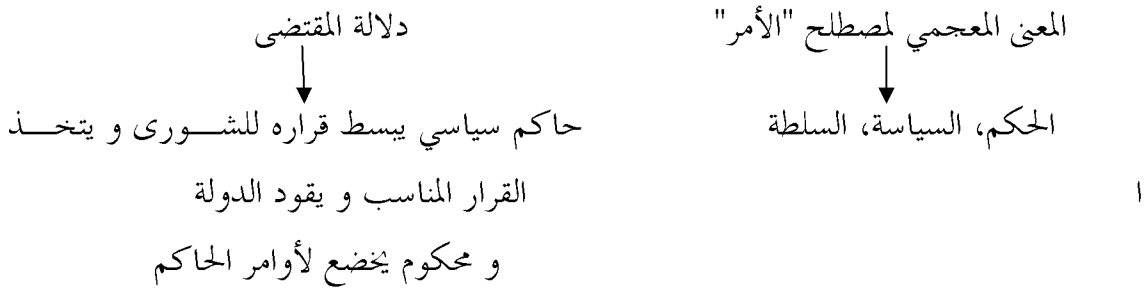 المعنى المعجمي لمصطلح "الأمر" دلالة المقتضى
الحكم، السياسة، السلطة حاكم سياسي يبسط قراره للشورى و يتخذ
ا القرار المناسب و يقود الدولة
و محكوم يخضع لأوامر الحاكم